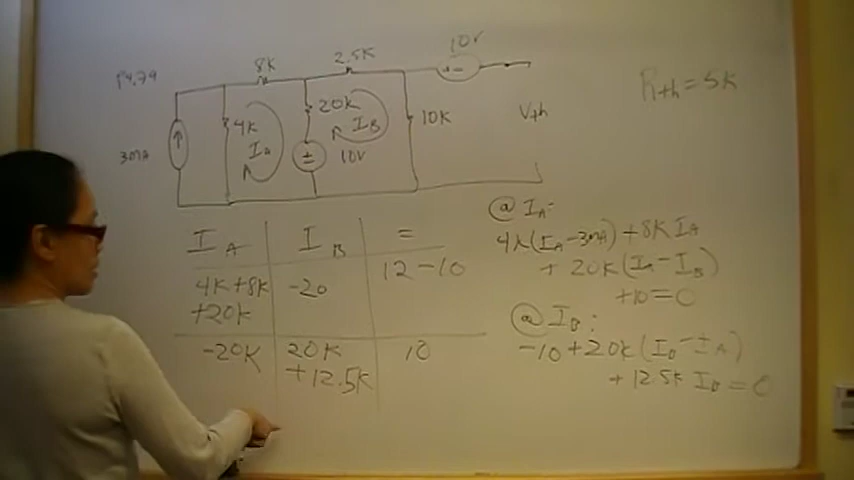 P4.79
8K
2.5K
10V
+ -
Rth = 5K
3mA
4K
IA
20K
IB
±
10V
10K
Vth
IA IB =
4K+8K -20 12-10
+20K
-20K 20K 10
+12.5K
@ IA:
4K(IA-3mA)+8K IA
+ 20K(IA-IB)
+10=0
@ IB:
-10+20K(IB-IA)
+ 12.5K IB = 0